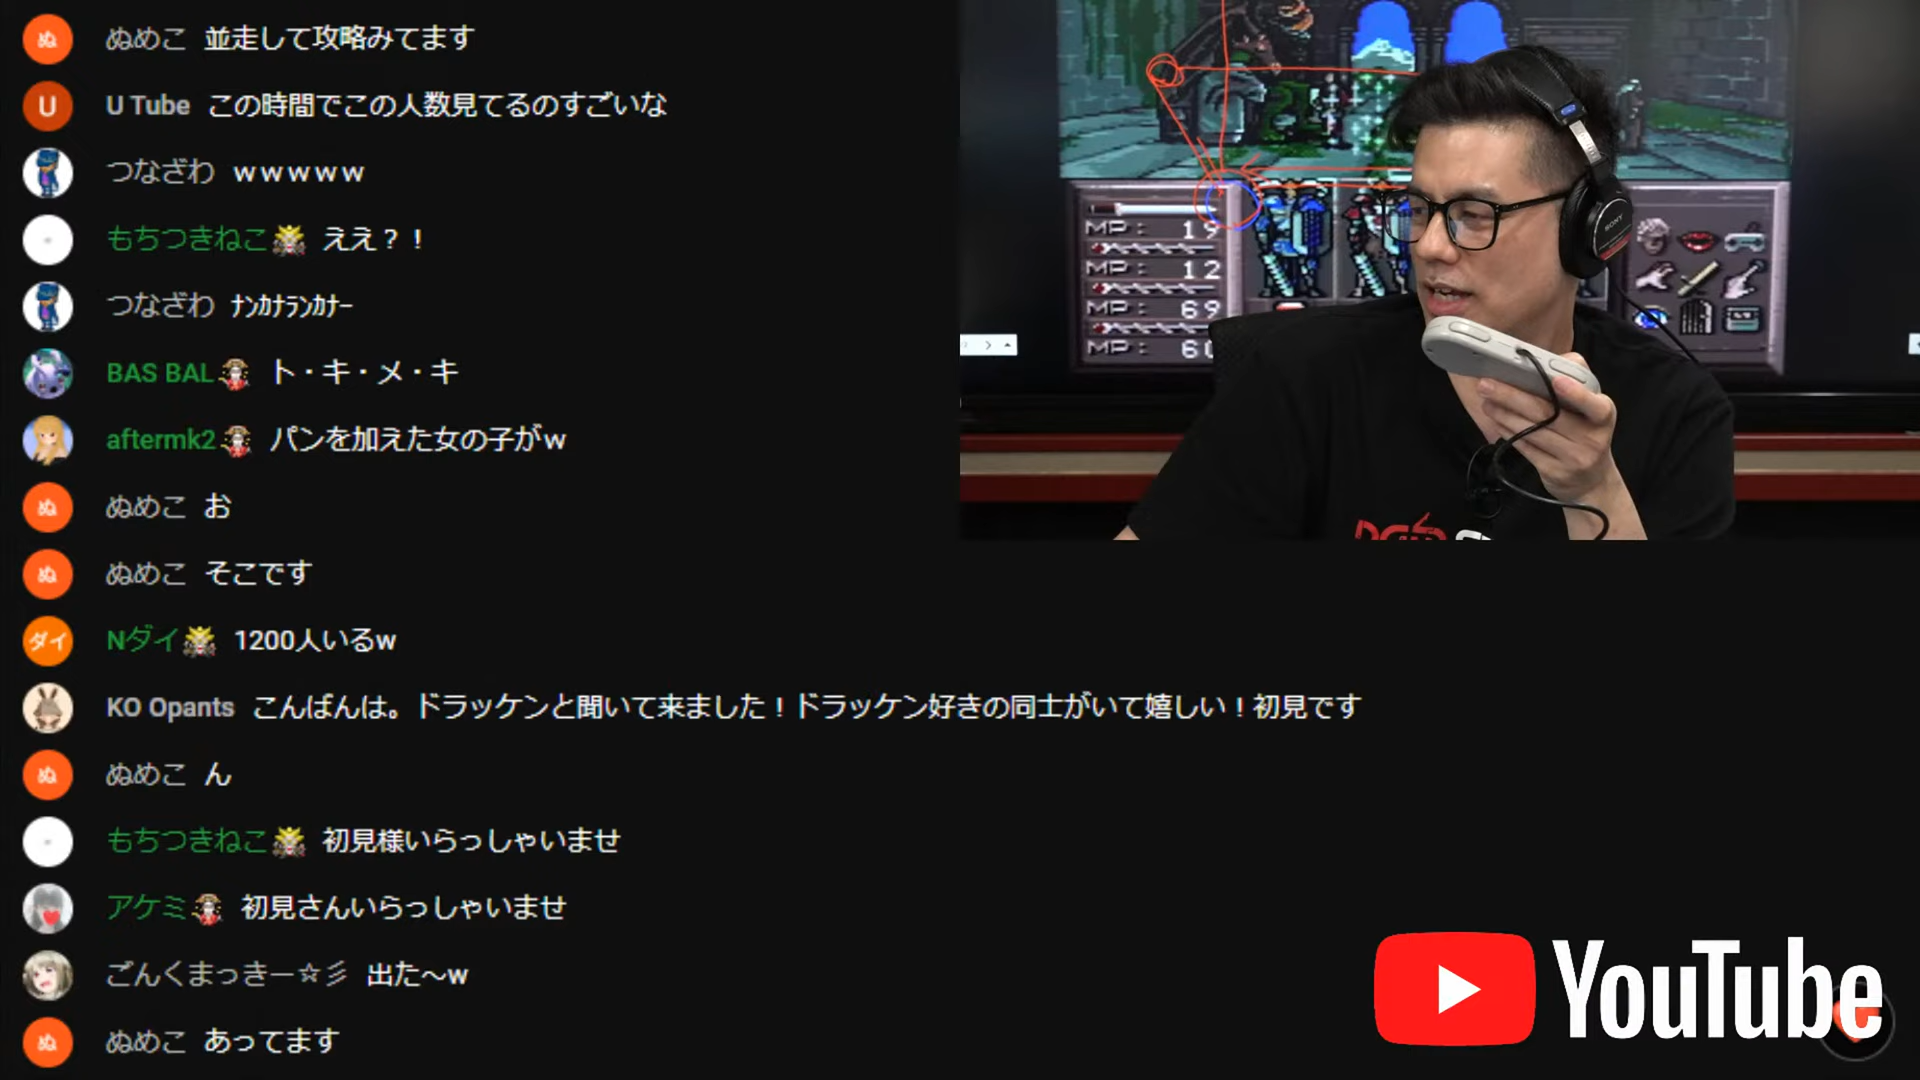 ぬ ぬめこ 並走して攻略みてます
U U Tube この時間でこの人数見てるのすごいな
つなざわ ｗｗｗｗｗ
もちつきねこ ええ？！
つなざわ ﾅﾝｶﾅﾗﾝｶﾅｰ
BAS BAL ト・キ・メ・キ
aftermk2 パンを加えた女の子がw
ぬ ぬめこ お
ぬ ぬめこ そこです
ダイ Nダイ 1200人いるw
KO Opants こんばんは。ドラッケンと聞いて来ました！ドラッケン好きの同士がいて嬉しい！初見です
ぬ ぬめこ ん
もちつきねこ 初見様いらっしゃいませ
アケミ 初見さんいらっしゃいませ
ごんくまっきー☆彡 出た～w
ぬ ぬめこ あってます
MP: 19
MP: 12
MP: 69
MP: 60
SONY
YouTube